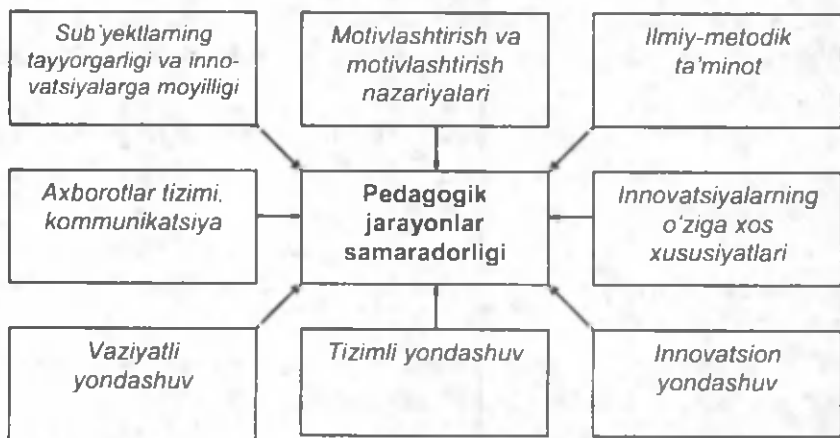 Sub'yektlarning
tayyorgarligi va inno-
vatsiyalarga moyilligi
Motivlashtirish va
motivlashtirish
nazariyalari
Ilmiy-metodik
ta'minot
Axborotlar tizimi,
kommunikatsiya
Pedagogik
jarayonlar
samaradorligi
Innovatsiyalarning
o'ziga xos
xususiyatlari
Vaziyatli
yondashuv
Tizimli yondashuv
Innovatsion
yondashuv